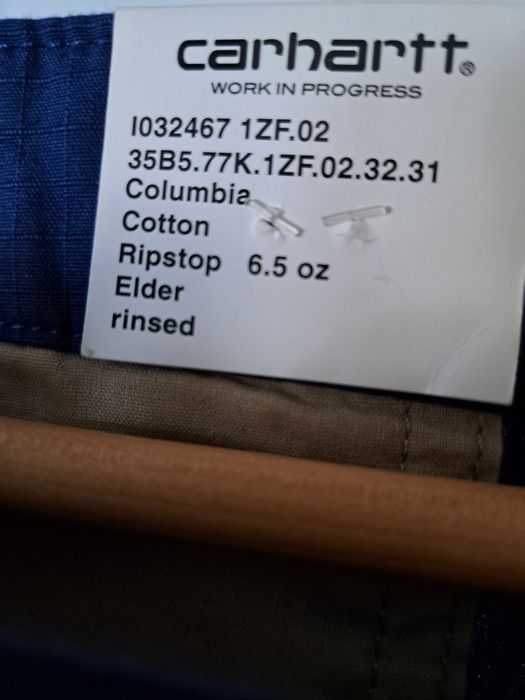 carhartt®
WORK IN PROGRESS
I032467 1ZF.02
35B5.77K.1ZF.02.32.31
Columbia
Cotton
Ripstop 6.5 oz
Elder
rinsed